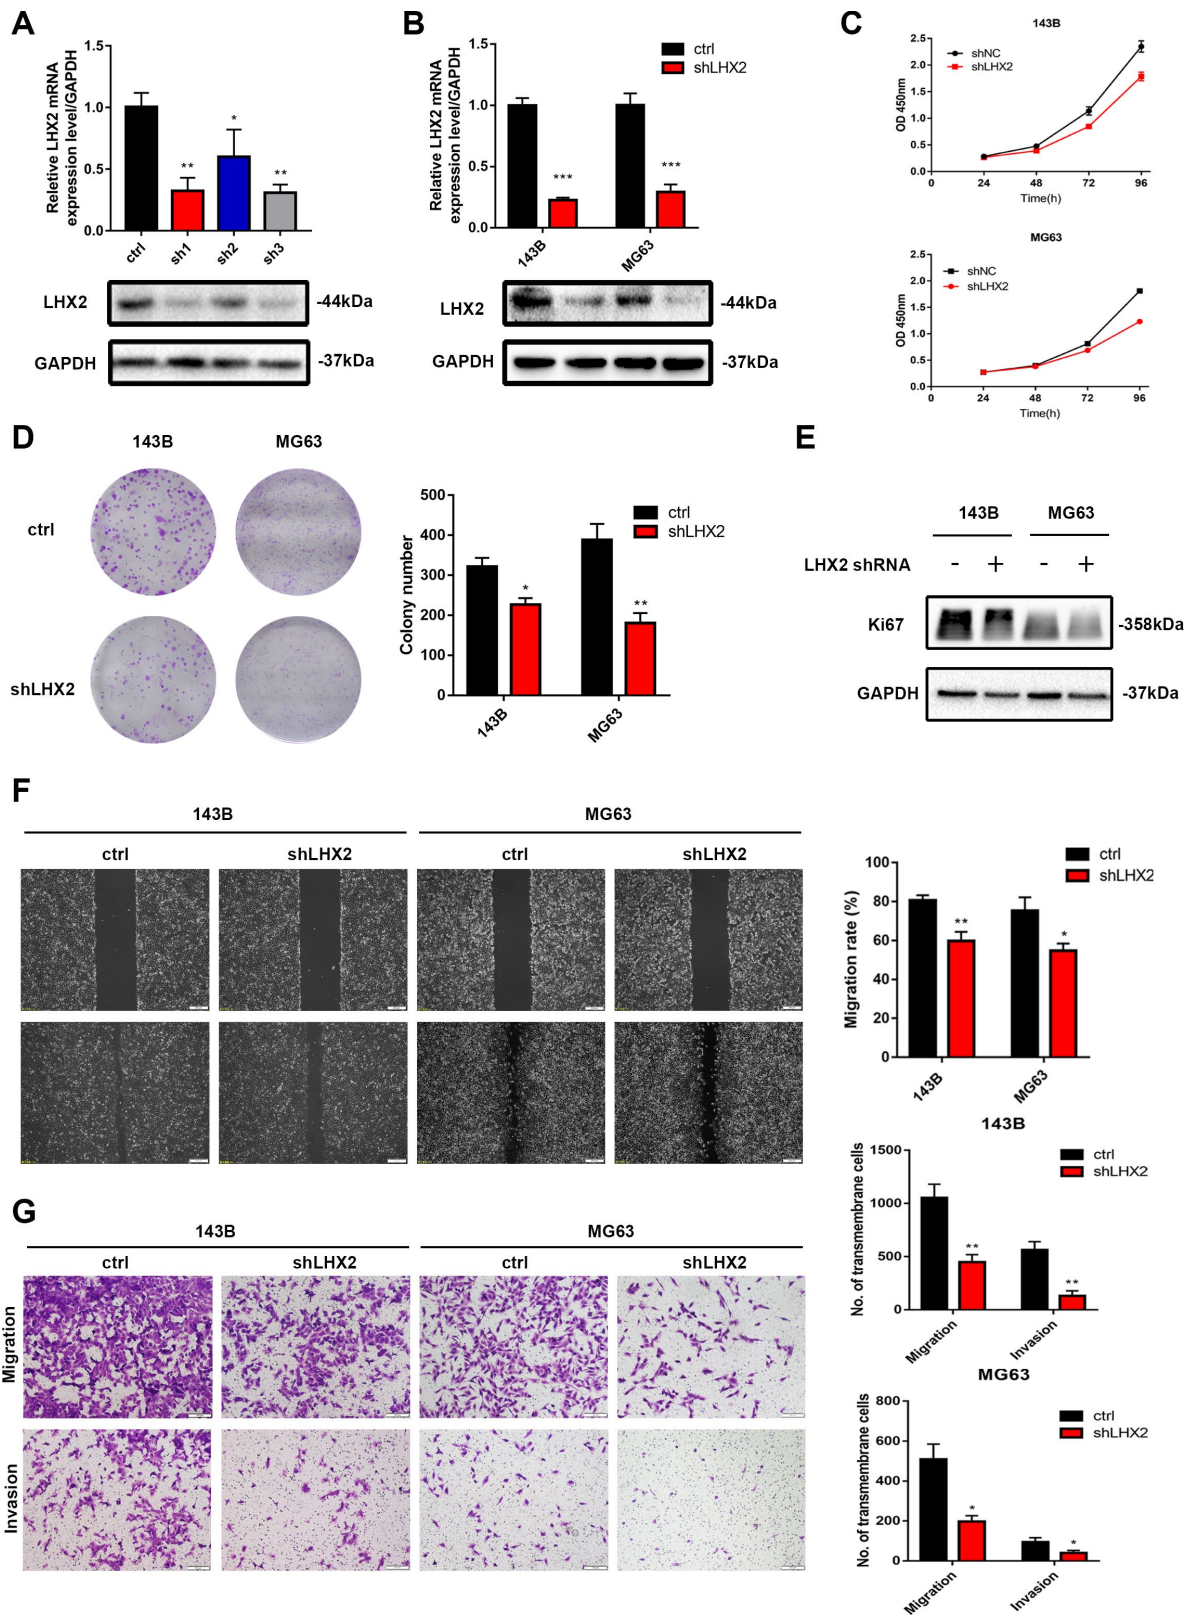 A
Reletive LHX2 mRNA
expression level/GAPDH
1.5
1.0
0.5
0.0
**
*
**
ctrl
sh1
sh2
sh3
LHX2
-44kDa
GAPDH
-37kDa
B
Reletive LHX2 mRNA
expression level/GAPDH
1.5
1.0
0.5
0.0
ctrl
shLHX2
***
***
143B
MG63
LHX2
-44kDa
GAPDH
-37kDa
C
143B
OD 450nm
2.5
2.0
1.5
1.0
0.5
0.0
shNC
shLHX2
0 24 48 72 96
Time(h)
MG63
OD 450nm
2.5
2.0
1.5
1.0
0.5
0.0
shNC
shLHX2
0 24 48 72 96
Time(h)
D
143B MG63
ctrl
shLHX2
Colony number
500
400
300
200
100
0
ctrl
shLHX2
*
**
143B
MG63
E
143B MG63
LHX2 shRNA - + - +
Ki67
-358kDa
GAPDH
-37kDa
F
143B MG63
ctrl shLHX2 ctrl shLHX2
Migration rate (%)
100
80
60
40
20
0
ctrl
shLHX2
**
*
143B
MG63
G
143B MG63
ctrl shLHX2 ctrl shLHX2
Migration
Invasion
143B
No. of transmembrane cells
1500
1000
500
0
ctrl
shLHX2
**
**
Migration
Invasion
MG63
No. of transmembrane cells
800
600
400
200
0
ctrl
shLHX2
*
*
Migration
Invasion